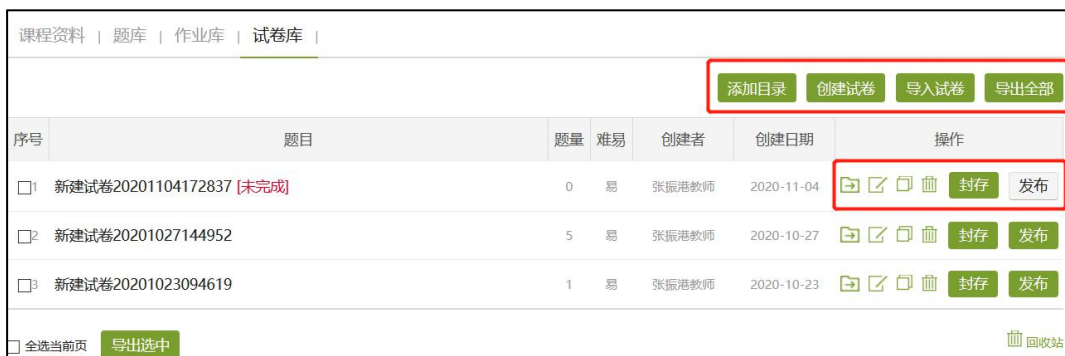 课程资料 | 题库 | 作业库 | 试卷库 |
添加目录 创建试卷 导入试卷 导出全部
序号 题目 题量 难易 创建者 创建日期 操作
1 新建试卷20201104172837 [未完成] 0 易 张振港教师 2020-11-04 封存 发布
2 新建试卷20201027144952 5 易 张振港教师 2020-10-27 封存 发布
3 新建试卷20201023094619 1 易 张振港教师 2020-10-23 封存 发布
全选当前页 导出选中 回收站